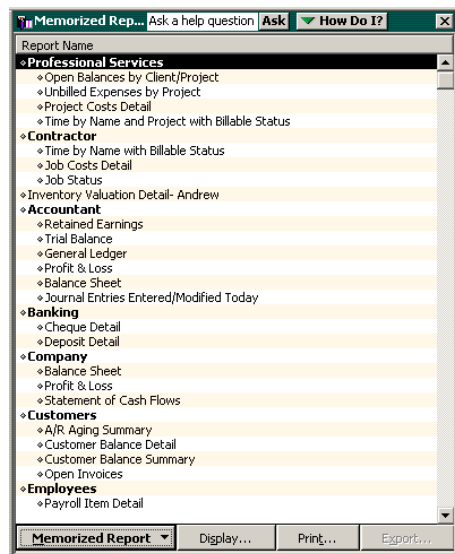 Memorized Rep... Ask a help question Ask How Do I? X
Report Name
Professional Services
Open Balances by Client/Project
Unbilled Expenses by Project
Project Costs Detail
Time by Name and Project with Billable Status
Contractor
Time by Name with Billable Status
Job Costs Detail
Job Status
Inventory Valuation Detail- Andrew
Accountant
Retained Earnings
Trial Balance
General Ledger
Profit & Loss
Balance Sheet
Journal Entries Entered/Modified Today
Banking
Cheque Detail
Deposit Detail
Company
Balance Sheet
Profit & Loss
Statement of Cash Flows
Customers
A/R Aging Summary
Customer Balance Detail
Customer Balance Summary
Open Invoices
Employees
Payroll Item Detail
Memorized Report Display... Print... Export...